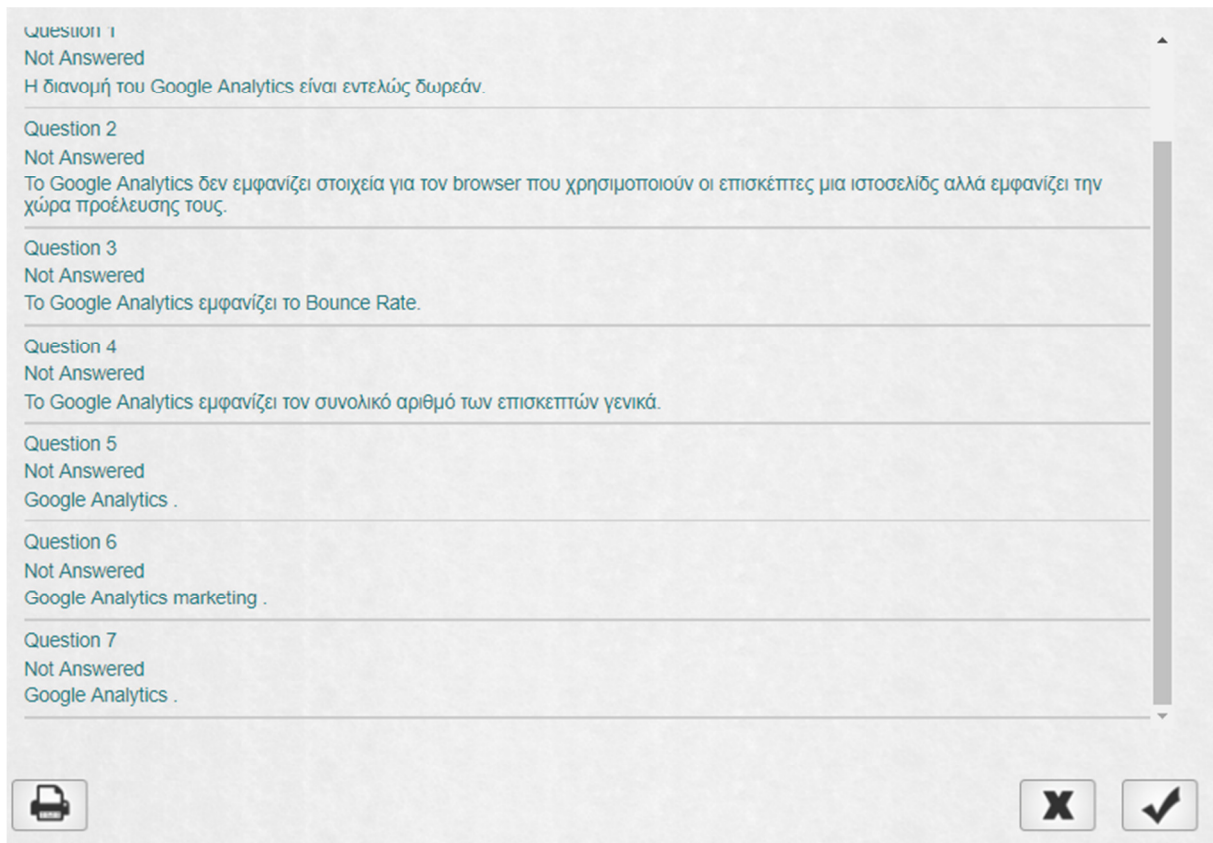 Question 1
Not Answered
Η διανομή του Google Analytics είναι εντελώς δωρεάν.
Question 2
Not Answered
Το Google Analytics δεν εμφανίζει στοιχεία για τον browser που χρησιμοποιούν οι επισκέπτες μια ιστοσελίδς αλλά εμφανίζει την
χώρα προέλευσης τους.
Question 3
Not Answered
Το Google Analytics εμφανίζει το Bounce Rate.
Question 4
Not Answered
Το Google Analytics εμφανίζει τον συνολικό αριθμό των επισκεπτών γενικά.
Question 5
Not Answered
Google Analytics .
Question 6
Not Answered
Google Analytics marketing .
Question 7
Not Answered
Google Analytics .